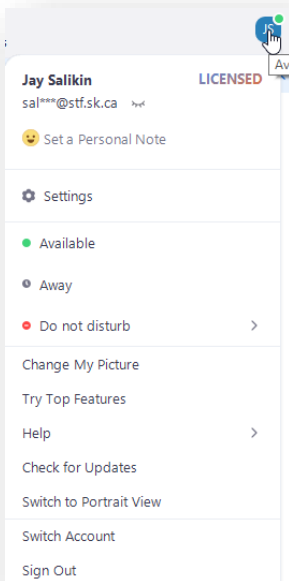 JS
Av
Jay Salikin
LICENSED
sal***@stf.sk.ca
Set a Personal Note
Settings
Available
Away
Do not disturb
Change My Picture
Try Top Features
Help
Check for Updates
Switch to Portrait View
Switch Account
Sign Out